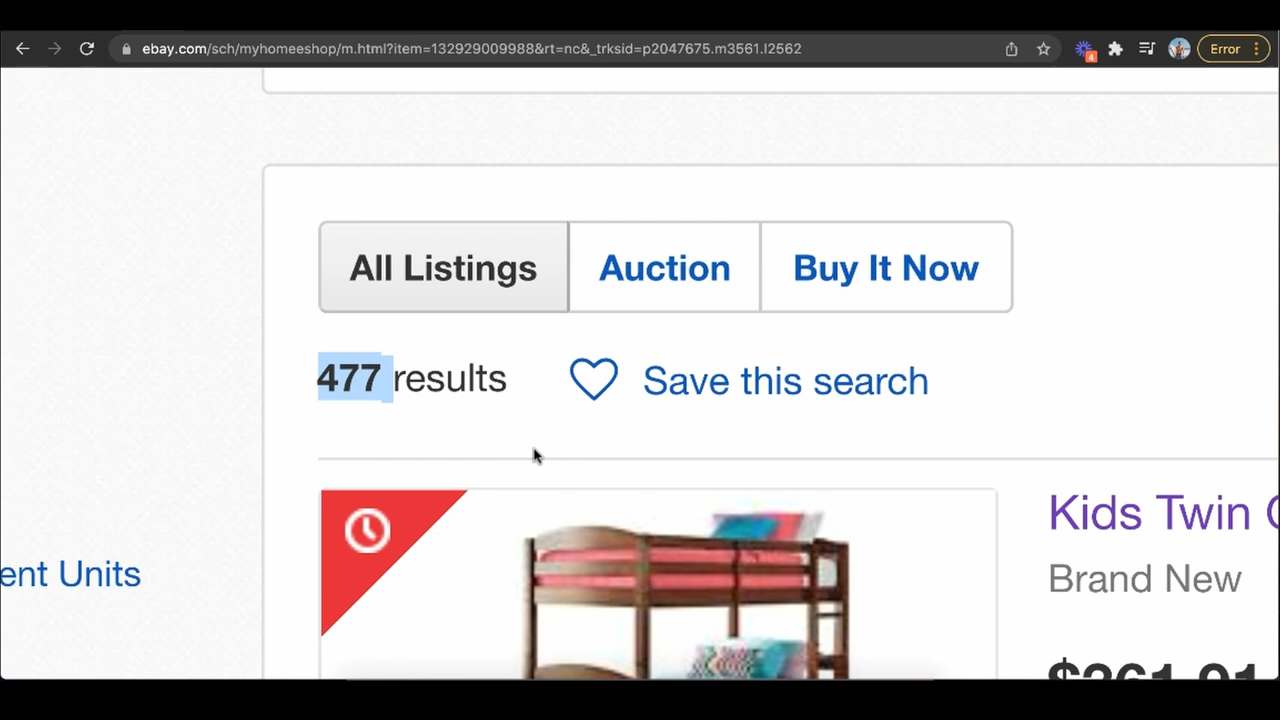 ebay.com/sch/myhomeeshop/m.html?item=132929009988&rt=nc&_trksid=p2047675.m3561.l2562
4
Error
All Listings
Auction
Buy It Now
477 results
Save this search
Kids Twin
ent Units
Brand New